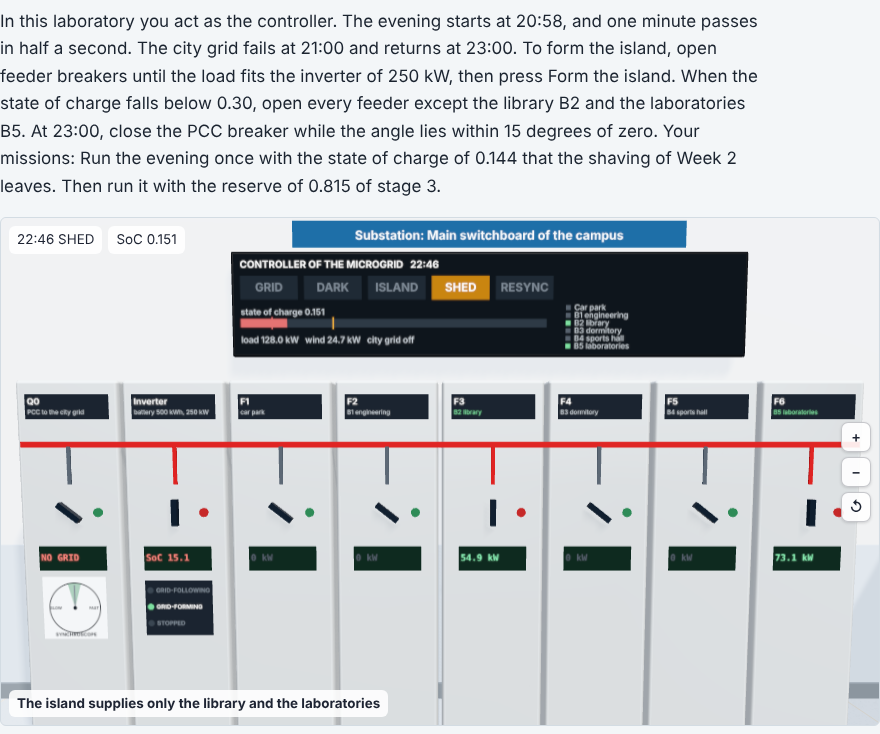 In this laboratory you act as the controller. The evening starts at 20:58, and one minute passes
in half a second. The city grid fails at 21:00 and returns at 23:00. To form the island, open
feeder breakers until the load fits the inverter of 250 kW, then press Form the island. When the
state of charge falls below 0.30, open every feeder except the library B2 and the laboratories
B5. At 23:00, close the PCC breaker while the angle lies within 15 degrees of zero. Your
missions: Run the evening once with the state of charge of 0.144 that the shaving of Week 2
leaves. Then run it with the reserve of 0.815 of stage 3.
22:46 SHED
SoC 0.151
Substation: Main switchboard of the campus
CONTROLLER OF THE MICROGRID 22:46
GRID
DARK
ISLAND
SHED
RESYNC
state of charge 0.151
load 128.0 kW wind 24.7 kW city grid off
Car park
B1 engineering
B2 library
B3 dormitory
B4 sports hall
B5 laboratories
Q0
PCC to the city grid
Inverter
battery 500 kWh, 250 kW
F1
car park
F2
B1 engineering
F3
B2 library
F4
B3 dormitory
F5
B4 sports hall
F6
B5 laboratories
+
−
NO GRID
SoC 15.1
0 kW
0 kW
54.9 kW
0 kW
0 kW
73.1 kW
SLOW
FAST
SYNCHROSCOPE
GRID-FOLLOWING
GRID-FORMING
STOPPED
The island supplies only the library and the laboratories